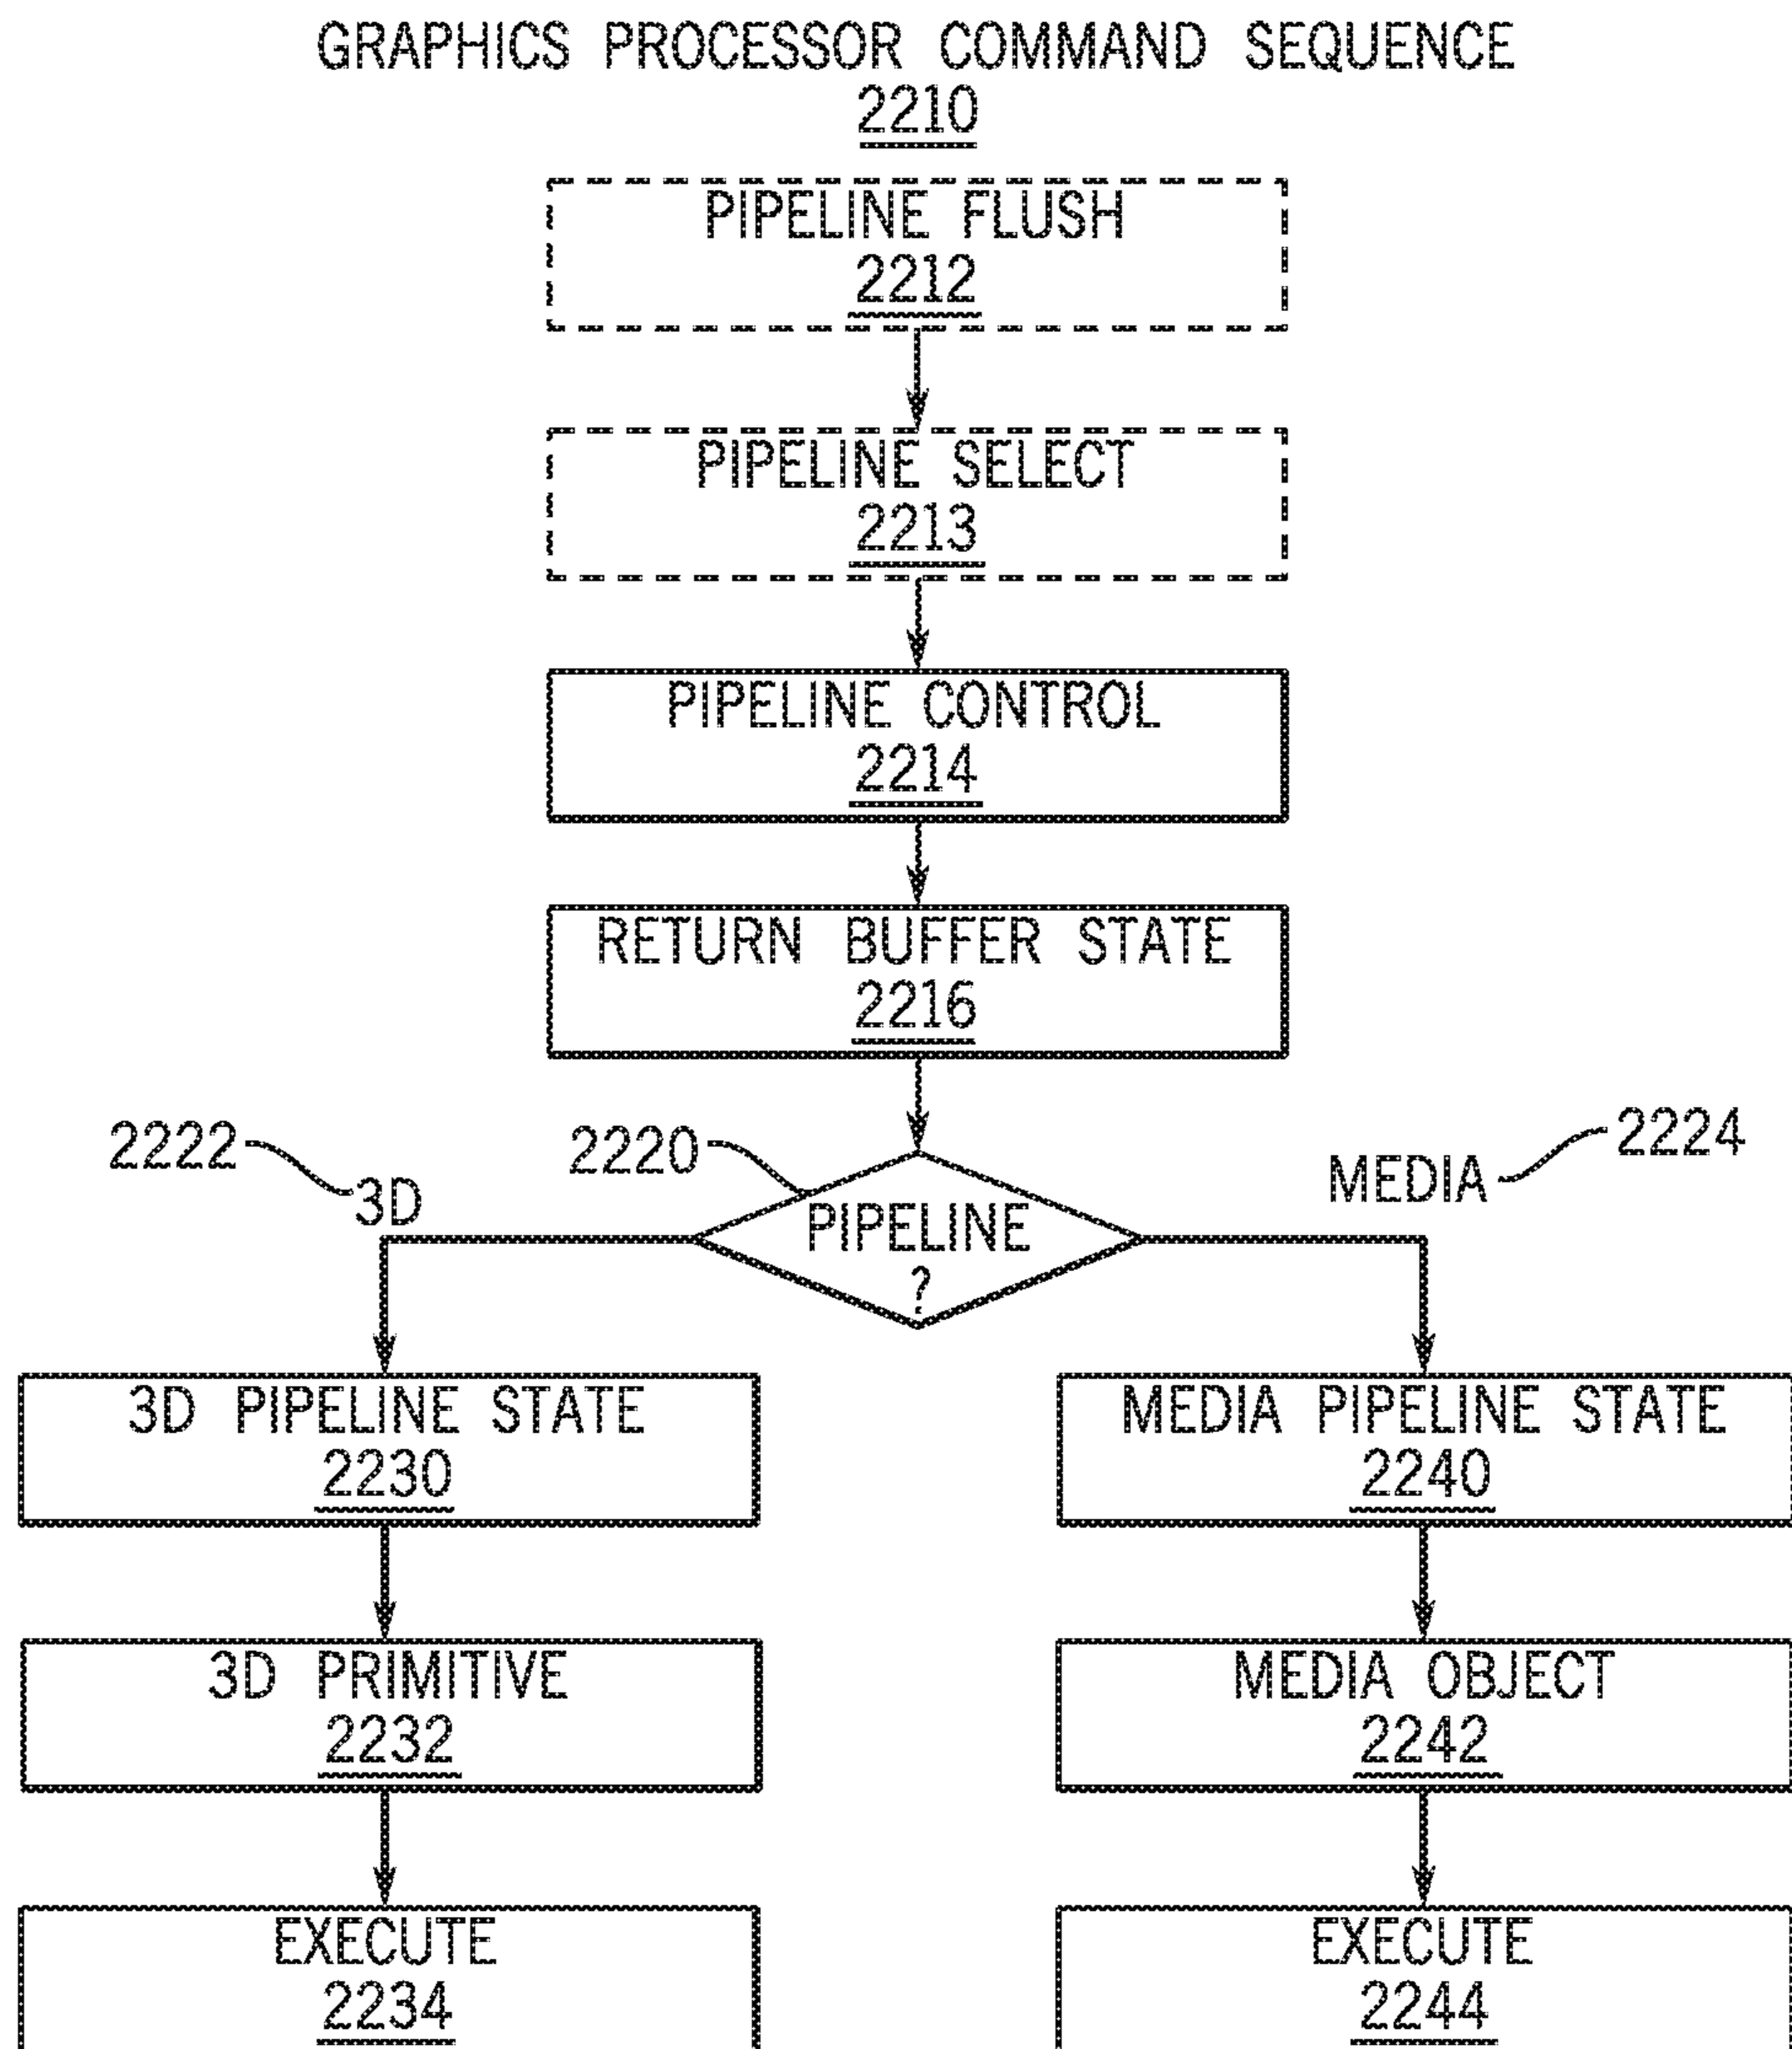 GRAPHICS PROCESSOR COMMAND SEQUENCE
2210
PIPELINE FLUSH
2212
PIPELINE SELECT
2213
PIPELINE CONTROL
2214
RETURN BUFFER STATE
2216
2222
3D
2220
PIPELINE
?
MEDIA
2224
3D PIPELINE STATE
2230
MEDIA PIPELINE STATE
2240
3D PRIMITIVE
2232
MEDIA OBJECT
2242
EXECUTE
2234
EXECUTE
2244